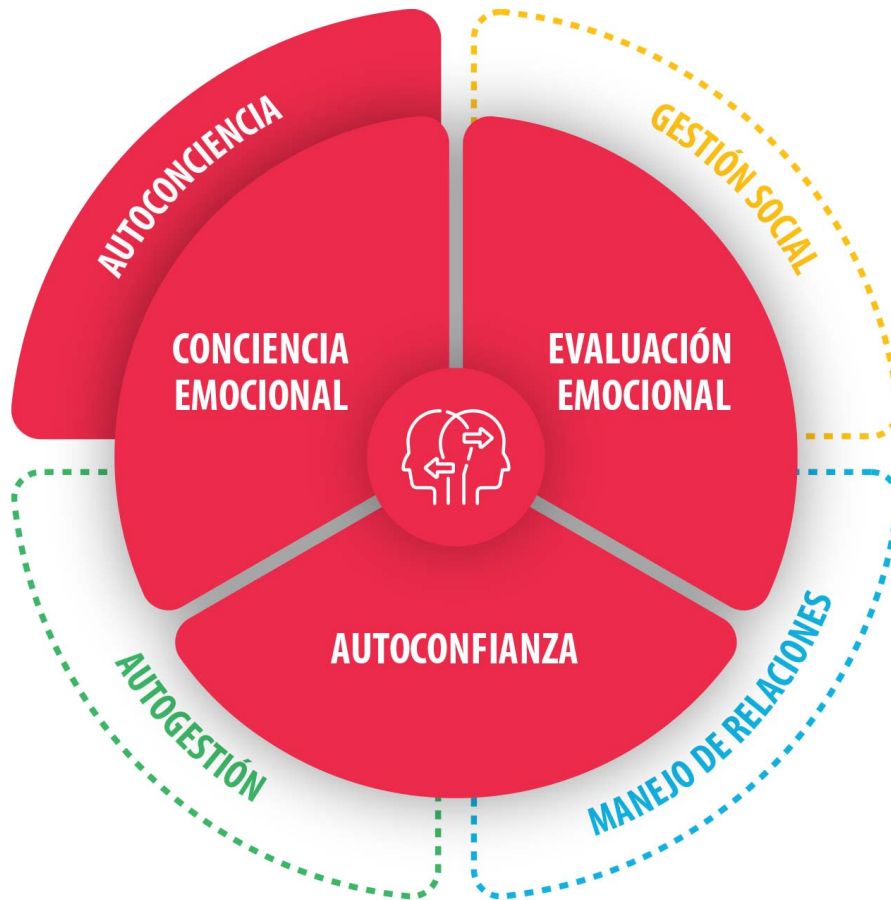 AUTOCONCIENCIA
GESTIÓN SOCIAL
CONCIENCIA
EMOCIONAL
EVALUACIÓN
EMOCIONAL
AUTOCONFIANZA
AUTOGESTIÓN
MANEJO DE RELACIONES